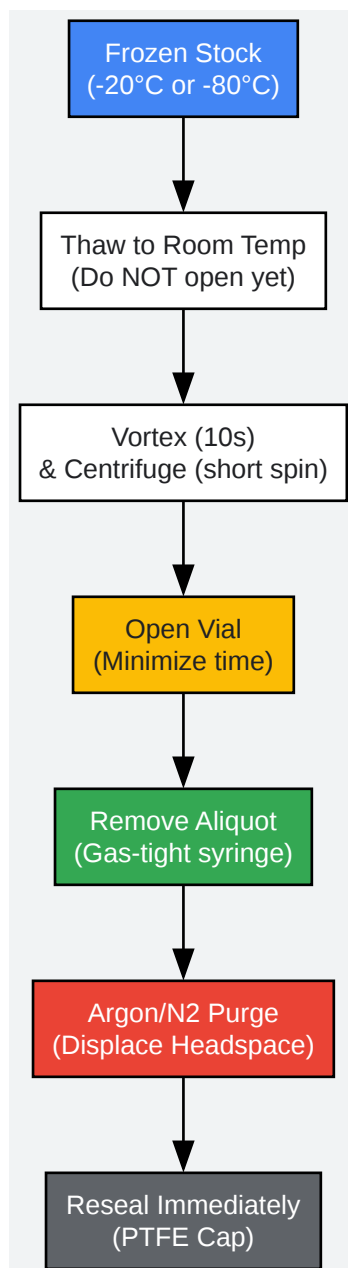 Frozen Stock
(-20°C or -80°C)
Thaw to Room Temp
(Do NOT open yet)
Vortex (10s)
& Centrifuge (short spin)
Open Vial
(Minimize time)
Remove Aliquot
(Gas-tight syringe)
Argon/N2 Purge
(Displace Headspace)
Reseal Immediately
(PTFE Cap)